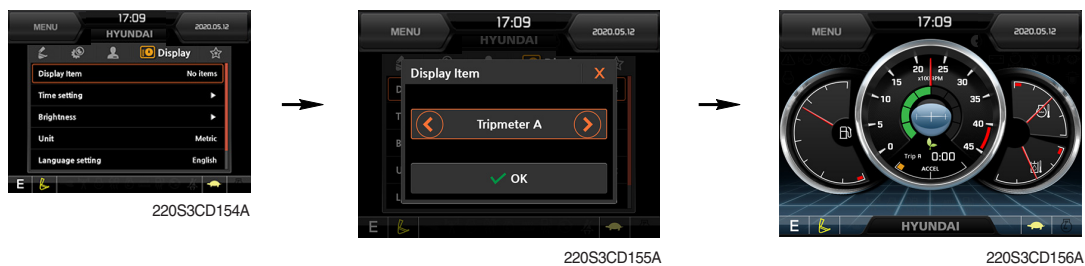 MENU
17:09
2020.05.12
HYUNDAI
Display
Display Item
No items
Time setting
Brightness
Unit
Metric
Language setting
English
E
220S3CD154A
MENU
17:09
2020.05.12
HYUNDAI
Display Item
X
Tripmeter A
OK
E
220S3CD155A
MENU
17:09
2020.05.12
20
25
x100 RPM
15
30
10
35
5
40
0
45
Trip A
0:00
ACCEL
E
HYUNDAI
220S3CD156A